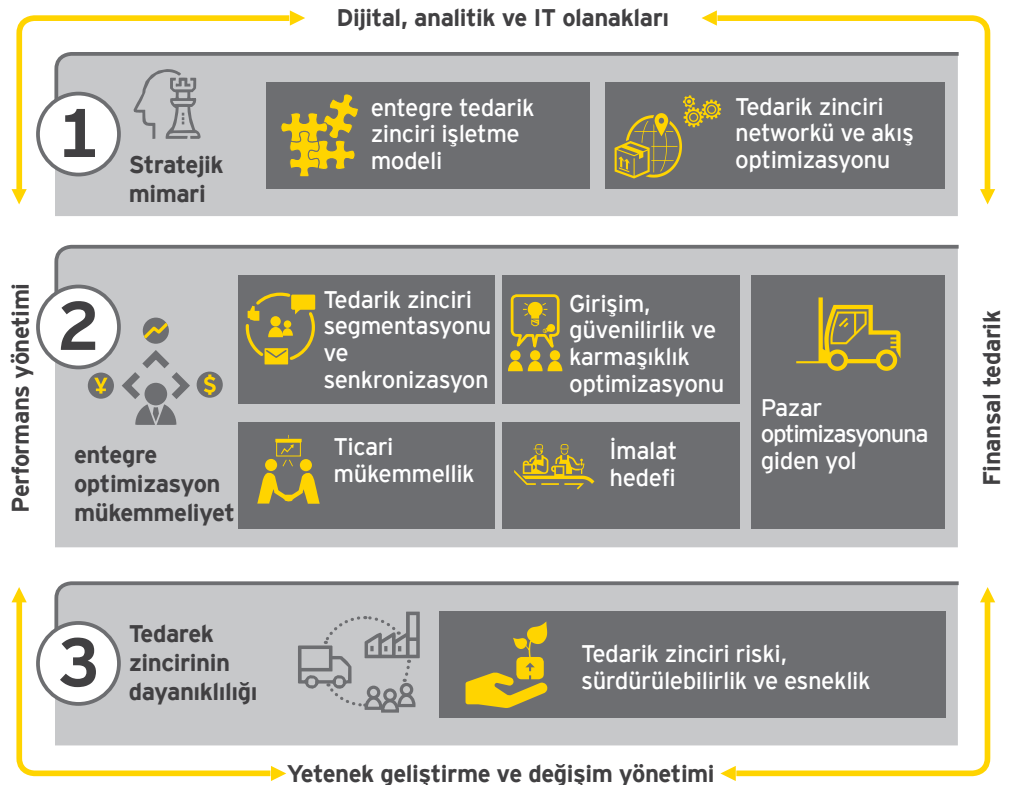 Dijital, analitik ve IT olanakları
1
Stratejik
mimari
entegre tedarik
zinciri işletme
modeli
Tedarik zinciri
networkü ve akış
optimizasyonu
Performans yönetimi
2
¥
$
entegre
optimizasyon
mükemmeliyet
Tedarik zinciri
segmentasyonu
ve
senkronizasyon
Girişim,
güvenilirlik ve
karmaşıklık
optimizasyonu
Ticari
mükemmellik
İmalat
hedefi
Pazar
optimizasyonuna
giden yol
Finansal tedarik
3
Tedarek
zincirinin
dayanıklılığı
Tedarik zinciri riski,
sürdürülebilirlik ve esneklik
Yetenek geliştirme ve değişim yönetimi